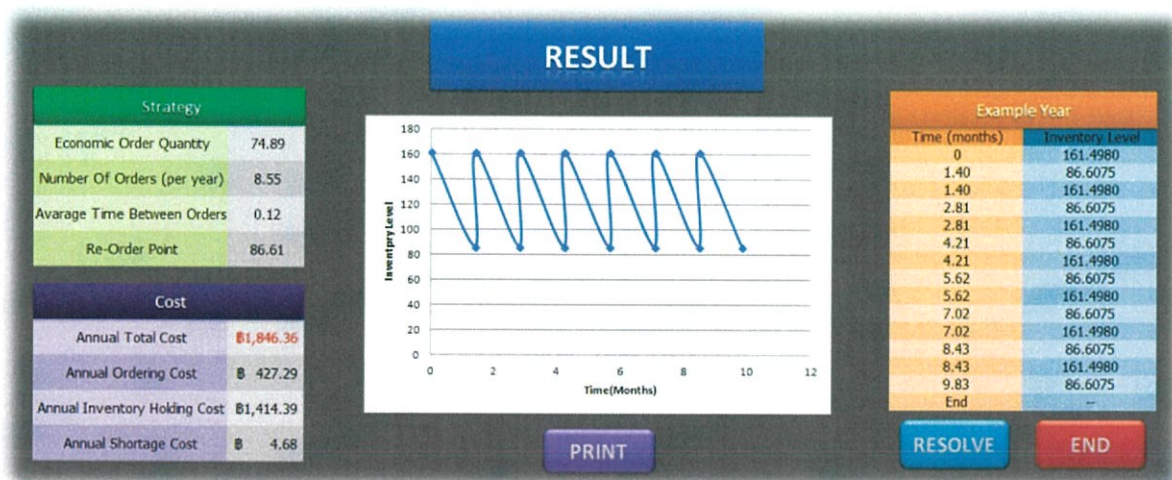 RESULT
Strategy
Economic Order Quantty 74.89
Number Of Orders (per year) 8.55
Avarage Time Between Orders 0.12
Re-Order Point 86.61
Cost
Annual Total Cost ฿1,846.36
Annual Ordering Cost ฿ 427.29
Annual Inventory Holding Cost ฿1,414.39
Annual Shortage Cost ฿ 4.68
180
160
140
120
100
80
60
40
20
0
0 2 4 6 8 10 12
Inventpry Level
Time(Months)
PRINT
Example Year
Time (months) Inventory Level
0 161.4980
1.40 86.6075
1.40 161.4980
2.81 86.6075
2.81 161.4980
4.21 86.6075
4.21 161.4980
5.62 86.6075
5.62 161.4980
7.02 86.6075
7.02 161.4980
8.43 86.6075
8.43 161.4980
9.83 86.6075
End --
RESOLVE END